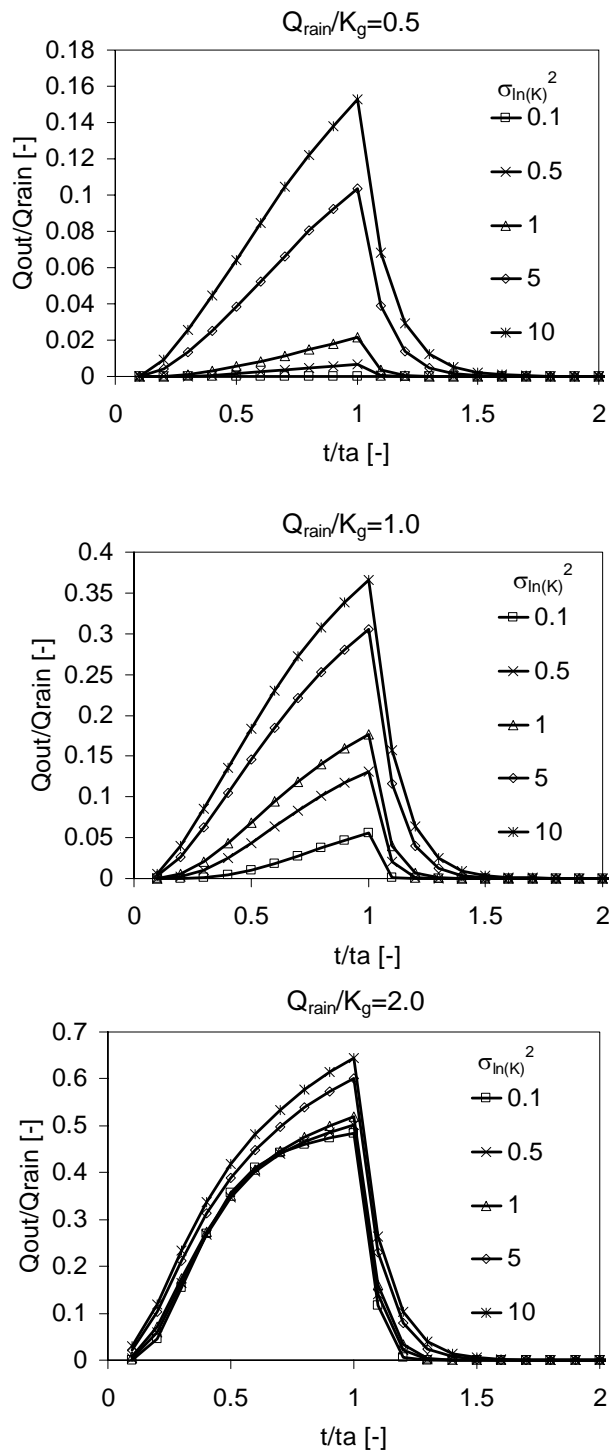 Q_rain/K_g=0.5
0.18
0.16
0.14
0.12
0.1
0.08
0.06
0.04
0.02
0
Qout/Qrain [-]
σ_ln(K)^2
0.1
0.5
1
5
10
0 0.5 1 1.5 2
t/ta [-]
Q_rain/K_g=1.0
0.4
0.35
0.3
0.25
0.2
0.15
0.1
0.05
0
Qout/Qrain [-]
σ_ln(K)^2
0.1
0.5
1
5
10
0 0.5 1 1.5 2
t/ta [-]
Q_rain/K_g=2.0
0.7
0.6
0.5
0.4
0.3
0.2
0.1
0
Qout/Qrain [-]
σ_ln(K)^2
0.1
0.5
1
5
10
0 0.5 1 1.5 2
t/ta [-]